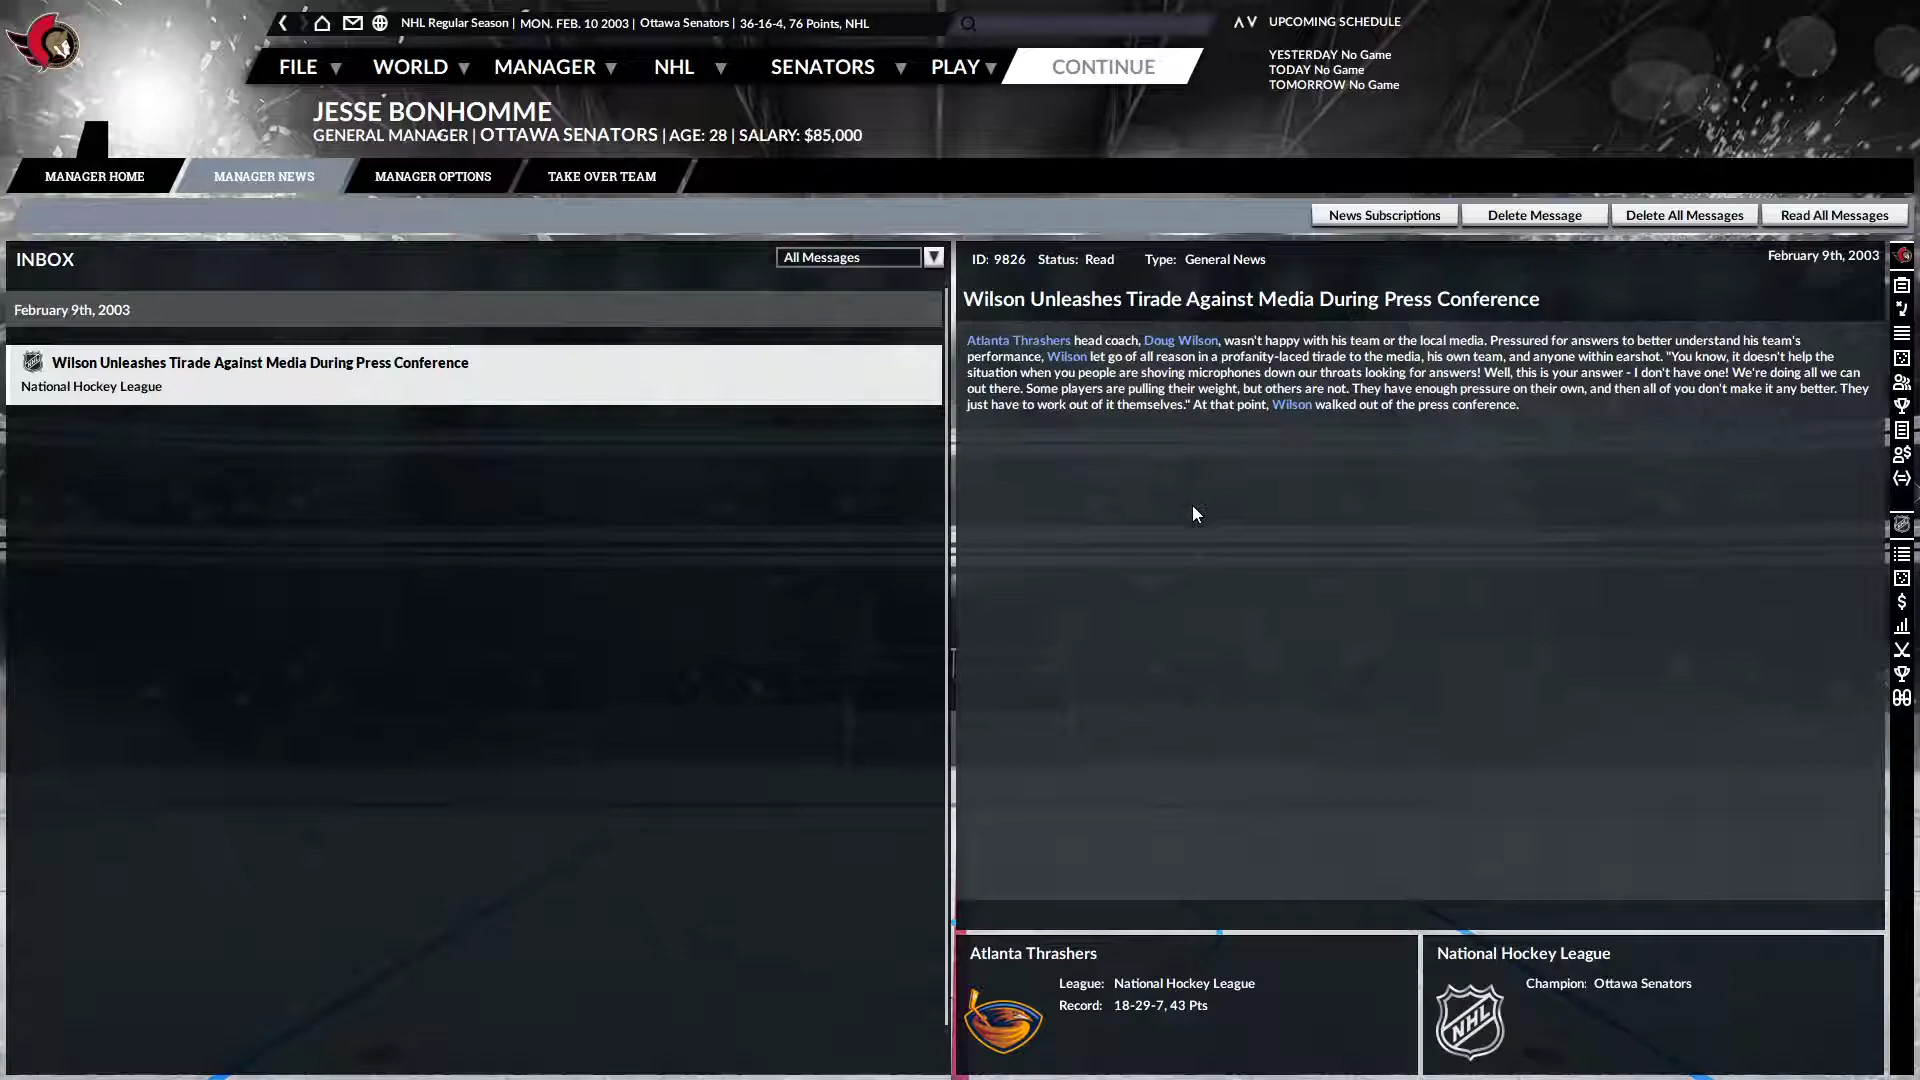 NHL Regular Season | MON. FEB. 10 2003 | Ottawa Senators | 36-16-4, 76 Points, NHL
UPCOMING SCHEDULE
YESTERDAY No Game
TODAY No Game
TOMORROW No Game
FILE WORLD MANAGER NHL SENATORS PLAY CONTINUE
JESSE BONHOMME
GENERAL MANAGER | OTTAWA SENATORS | AGE: 28 | SALARY: $85,000
MANAGER HOME MANAGER NEWS MANAGER OPTIONS TAKE OVER TEAM
News Subscriptions Delete Message Delete All Messages Read All Messages
INBOX All Messages
February 9th, 2003
Wilson Unleashes Tirade Against Media During Press Conference
National Hockey League
ID: 9826 Status: Read Type: General News February 9th, 2003
Wilson Unleashes Tirade Against Media During Press Conference
Atlanta Thrashers head coach, Doug Wilson, wasn't happy with his team or the local media. Pressured for answers to better understand his team's
performance, Wilson let go of all reason in a profanity-laced tirade to the media, his own team, and anyone within earshot. "You know, it doesn't help the
situation when you people are shoving microphones down our throats looking for answers! Well, this is your answer - I don't have one! We're doing all we can
out there. Some players are pulling their weight, but others are not. They have enough pressure on their own, and then all of you don't make it any better. They
just have to work out of it themselves." At that point, Wilson walked out of the press conference.
Atlanta Thrashers
League: National Hockey League
Record: 18-29-7, 43 Pts
National Hockey League
Champion: Ottawa Senators
NHL